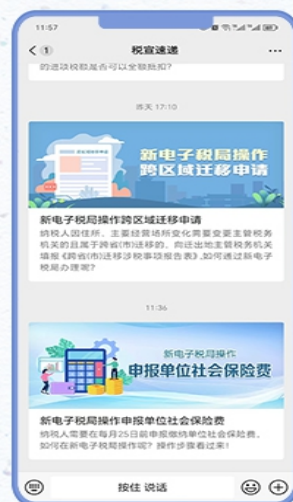 11:57
税宣速递
的进项税额是否可以全额抵扣?
昨天 17:10
新电子税局操作
跨区域迁移申请
新电子税局操作跨区域迁移申请
纳税人因住所、主要经营场所变化需要变更主管税务
机关的且属于跨省(市)迁移的,向迁出地主管税务机关
填报《跨省(市)迁移涉税事项报告表》,如何通过新电子
税局办理呢?
11:36
新电子税局操作
申报单位社会保险费
新电子税局操作申报单位社会保险费
纳税人需要在每月25日前申报缴纳单位社会保险费,
如何在新电子税局操作呢?操作步骤看过来!
按住 说话